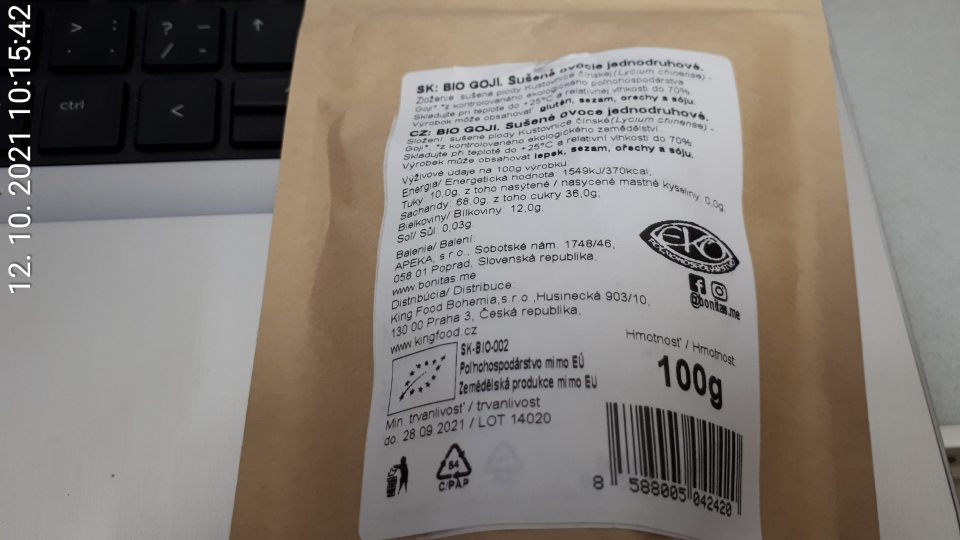 12. 10. 2021 10:15:42
ctrl
SK: BIO GOJI. Sušené ovocie jednodruhové.
Zloženie: sušené plody Kustovnice čínskej(Lycium chinense) -
Goji*. *z kontrolovaného ekologického poľnohospodárstva
Skladujte pri teplote do +25°C a relatívnej vlhkosti do 70%
Výrobok môže obsahovať glutén, sezam, orechy a sóju.
CZ: BIO GOJI. Sušené ovoce jednodruhové.
Složení: sušené plody Kustovnice čínské(Lycium chinense) -
Goji*. *z kontrolovaného ekologického zemědělství
Skladujte při teplotě do +25°C a relativní vlhkosti do 70%
Výrobek může obsahovat lepek, sezam, ořechy a sóju.
Výživové údaje na 100g výrobku:
Energia/ Energetická hodnota: 1549kJ/370kcal,
Tuky: 10,0g, z toho nasýtené / nasycené mastné kyseliny: 0,0g,
Sacharidy: 68,0g, z toho cukry 36,0g,
Bielkoviny/ Bílkoviny: 12,0g,
Soľ/ Sůl: 0,03g.
Balenie/ Balení:
APEKA, s.r.o., Sobotské nám. 1748/46,
058 01 Poprad, Slovenská republika,
www.bonitas.me
Distribúcia/ Distribuce:
King Food Bohemia,s.r.o.,Husinecká 903/10,
130 00 Praha 3, Česká republika,
www.kingfood.cz
EKO
POĽNOHOSPODÁRSTVO
@bonitas.me
SK-BIO-002
Poľnohospodárstvo mimo EÚ
Zemědělská produkce mimo EU
Hmotnosť / Hmotnost:
100g
Min. trvanlivosť / trvanlivost
do: 28.09.2021 / LOT 14020
84
C/PAP
8 588005 042420